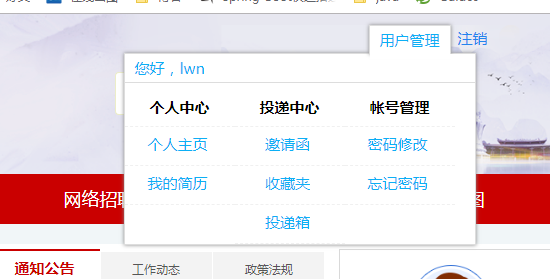 用户管理 注销
您好，lwn
个人中心 投递中心 帐号管理
个人主页 邀请函 密码修改
我的简历 收藏夹 忘记密码
网络招聘
投递箱
通知公告 工作动态 政策法规